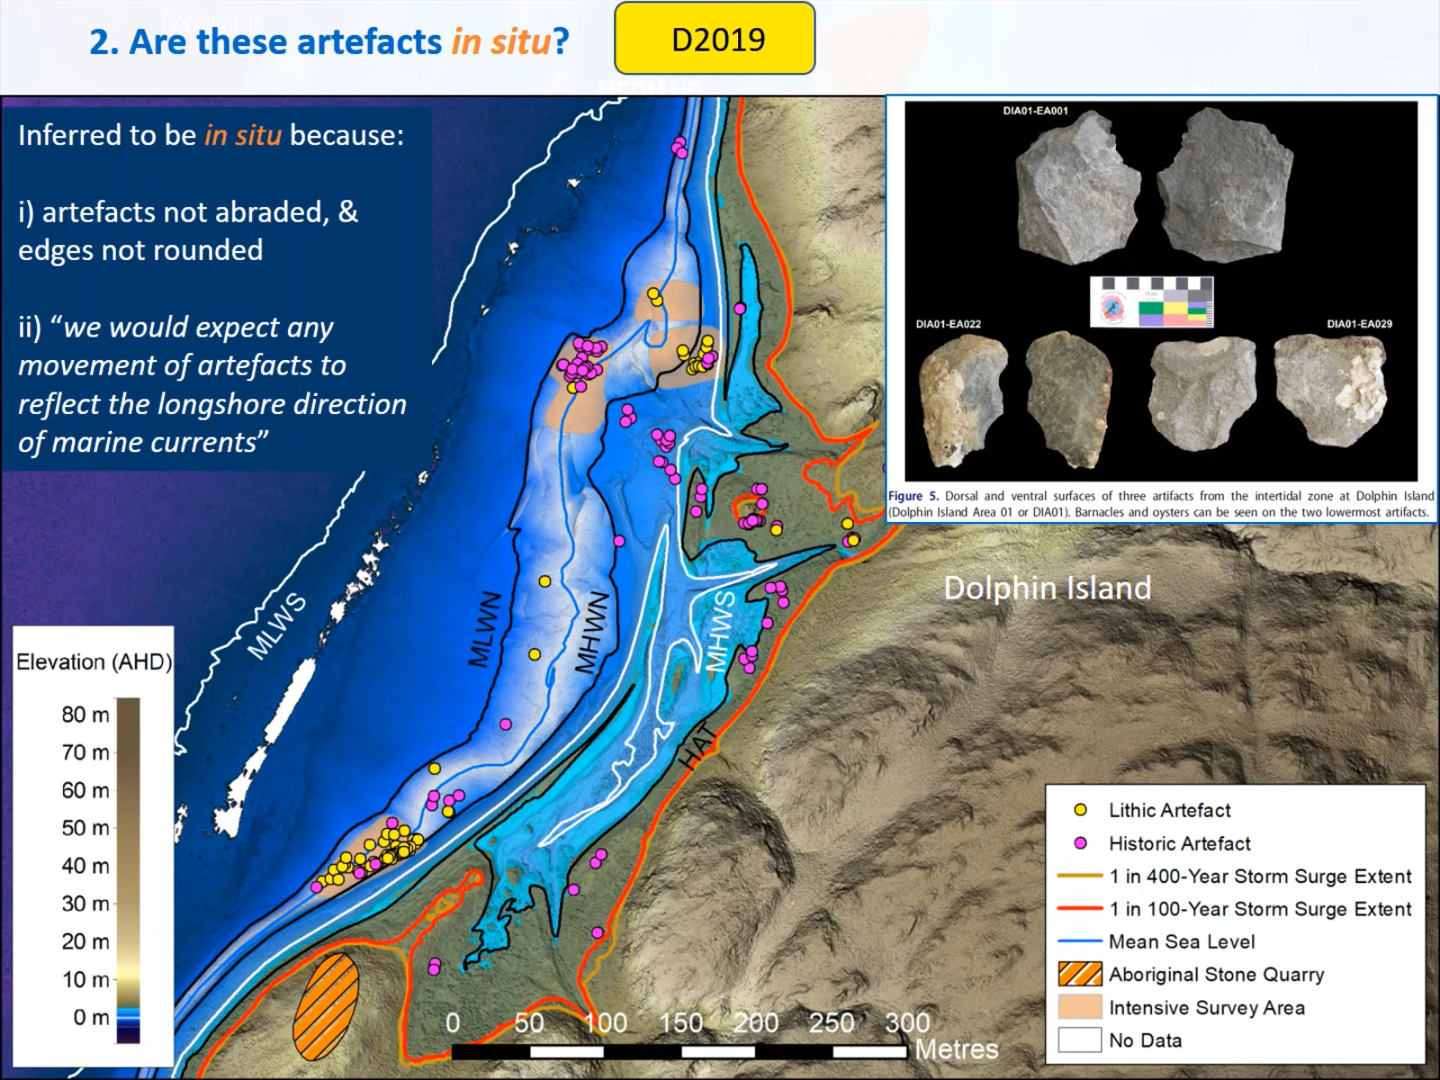 2. Are these artefacts in situ?
D2019
Inferred to be in situ because:
i) artefacts not abraded, &
edges not rounded
ii) “we would expect any
movement of artefacts to
reflect the longshore direction
of marine currents”
DIA01-EA001
DIA01-EA022
DIA01-EA029
Figure 5. Dorsal and ventral surfaces of three artifacts from the intertidal zone at Dolphin Island
(Dolphin Island Area 01 or DIA01). Barnacles and oysters can be seen on the two lowermost artifacts.
Dolphin Island
MLWS
MLWN
MHWN
MHWS
HAT
Elevation (AHD)
80 m
70 m
60 m
50 m
40 m
30 m
20 m
10 m
0 m
Lithic Artefact
Historic Artefact
1 in 400-Year Storm Surge Extent
1 in 100-Year Storm Surge Extent
Mean Sea Level
Aboriginal Stone Quarry
Intensive Survey Area
No Data
0 50 100 150 200 250 300
Metres